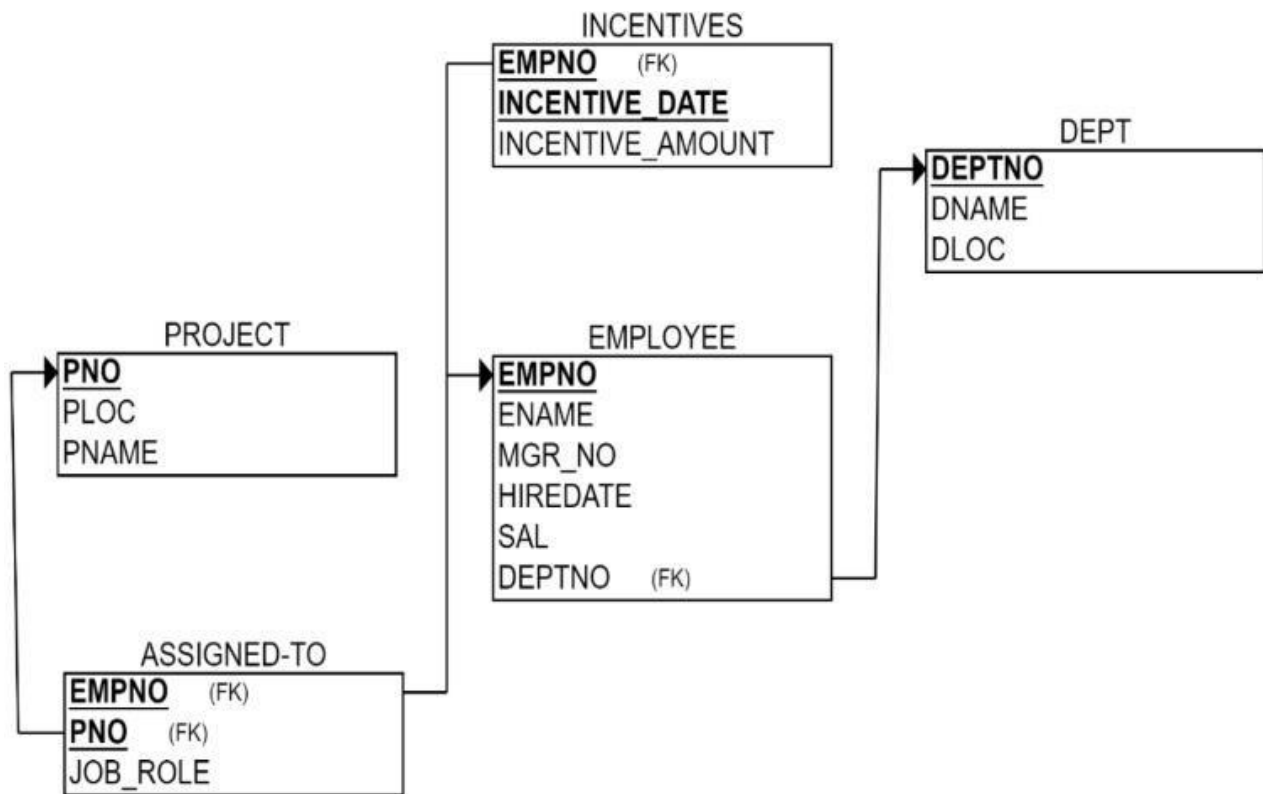 INCENTIVES
EMPNO (FK)
INCENTIVE_DATE
INCENTIVE_AMOUNT
DEPT
DEPTNO
DNAME
DLOC
PROJECT
PNO
PLOC
PNAME
EMPLOYEE
EMPNO
ENAME
MGR_NO
HIREDATE
SAL
DEPTNO (FK)
ASSIGNED-TO
EMPNO (FK)
PNO (FK)
JOB_ROLE